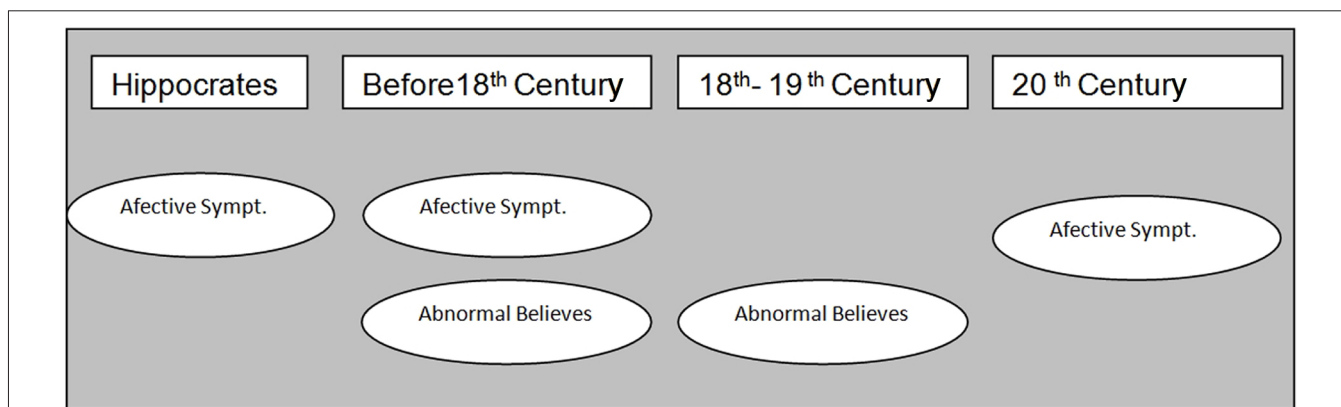 Hippocrates
Before18th Century
18th- 19 th Century
20 th Century
Afective Sympt.
Afective Sympt.
Afective Sympt.
Abnormal Believes
Abnormal Believes